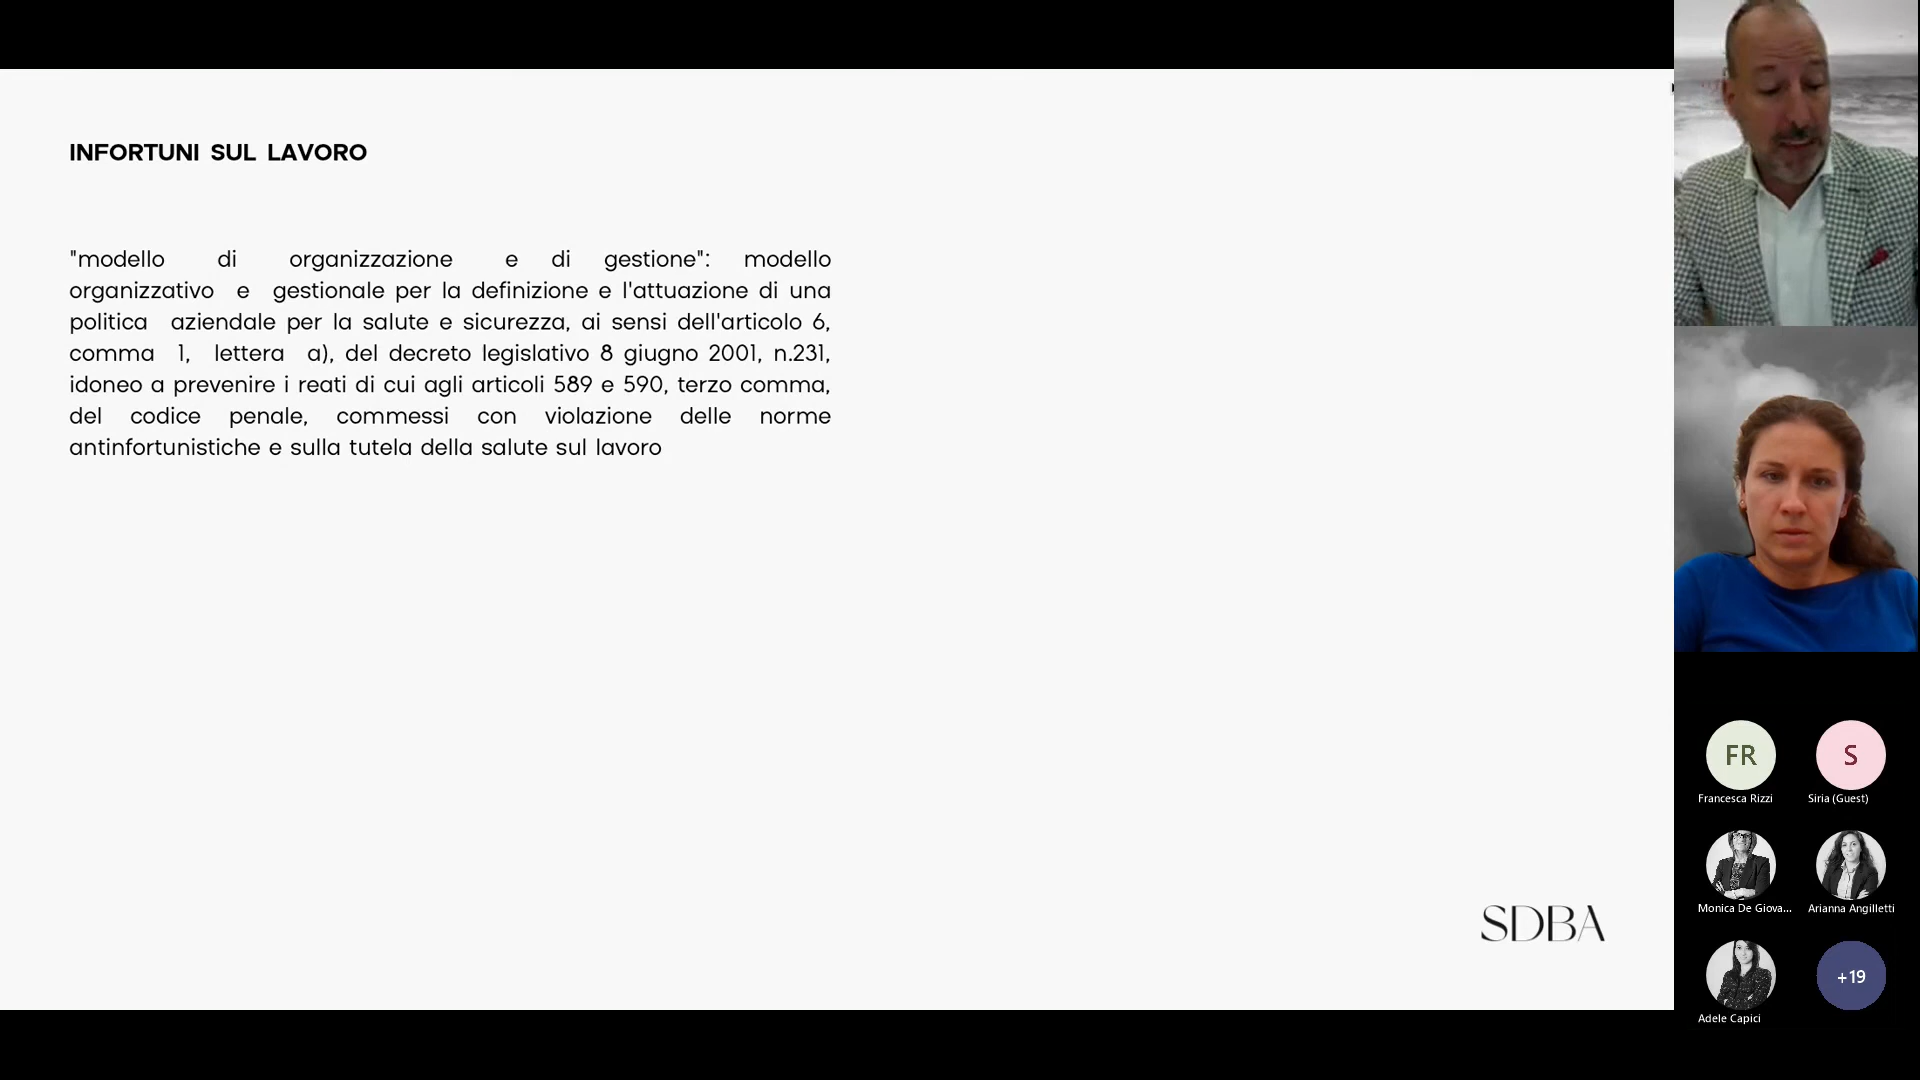 INFORTUNI SUL LAVORO
"modello di organizzazione e di gestione": modello
organizzativo e gestionale per la definizione e l'attuazione di una
politica aziendale per la salute e sicurezza, ai sensi dell'articolo 6,
comma 1, lettera a), del decreto legislativo 8 giugno 2001, n.231,
idoneo a prevenire i reati di cui agli articoli 589 e 590, terzo comma,
del codice penale, commessi con violazione delle norme
antinfortunistiche e sulla tutela della salute sul lavoro
SDBA
FR
Francesca Rizzi
S
Siria (Guest)
Monica De Giova...
Arianna Angilletti
Adele Capici
+19